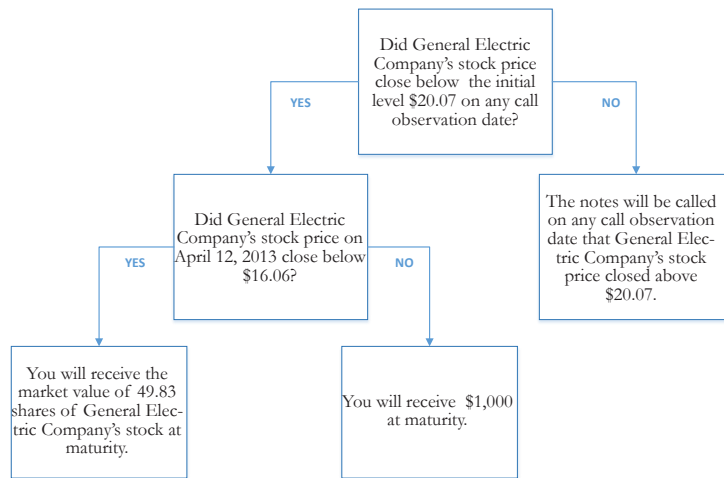 Did General Electric
Company's stock price
close below the initial
level $20.07 on any call
observation date?
YES
NO
Did General Electric
Company's stock price on
April 12, 2013 close below
$16.06?
The notes will be called
on any call observation
date that General Elec-
tric Company's stock
price closed above
$20.07.
YES
NO
You will receive the
market value of 49.83
shares of General Elec-
tric Company's stock at
maturity.
You will receive $1,000
at maturity.